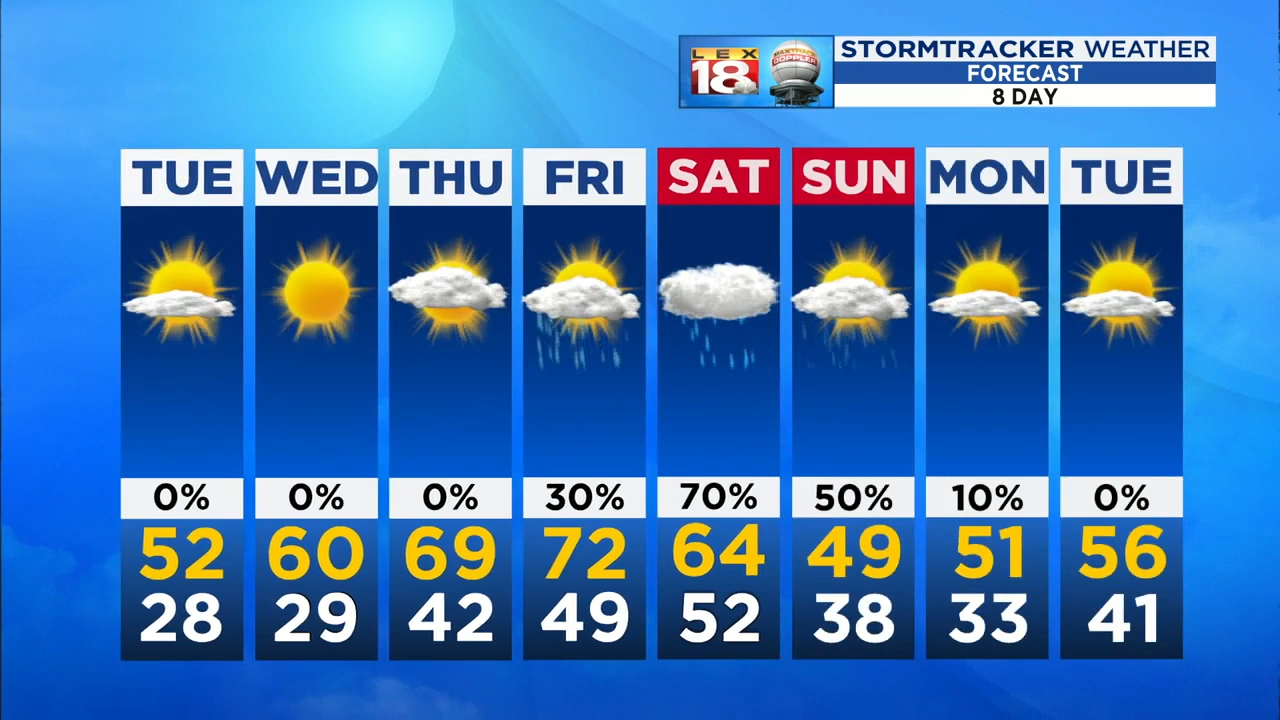 LEX
18
MAXTRACK
DOPPLER
STORMTRACKER WEATHER
FORECAST
8 DAY
TUE WED THU FRI SAT SUN MON TUE
0% 0% 0% 30% 70% 50% 10% 0%
52 60 69 72 64 49 51 56
28 29 42 49 52 38 33 41